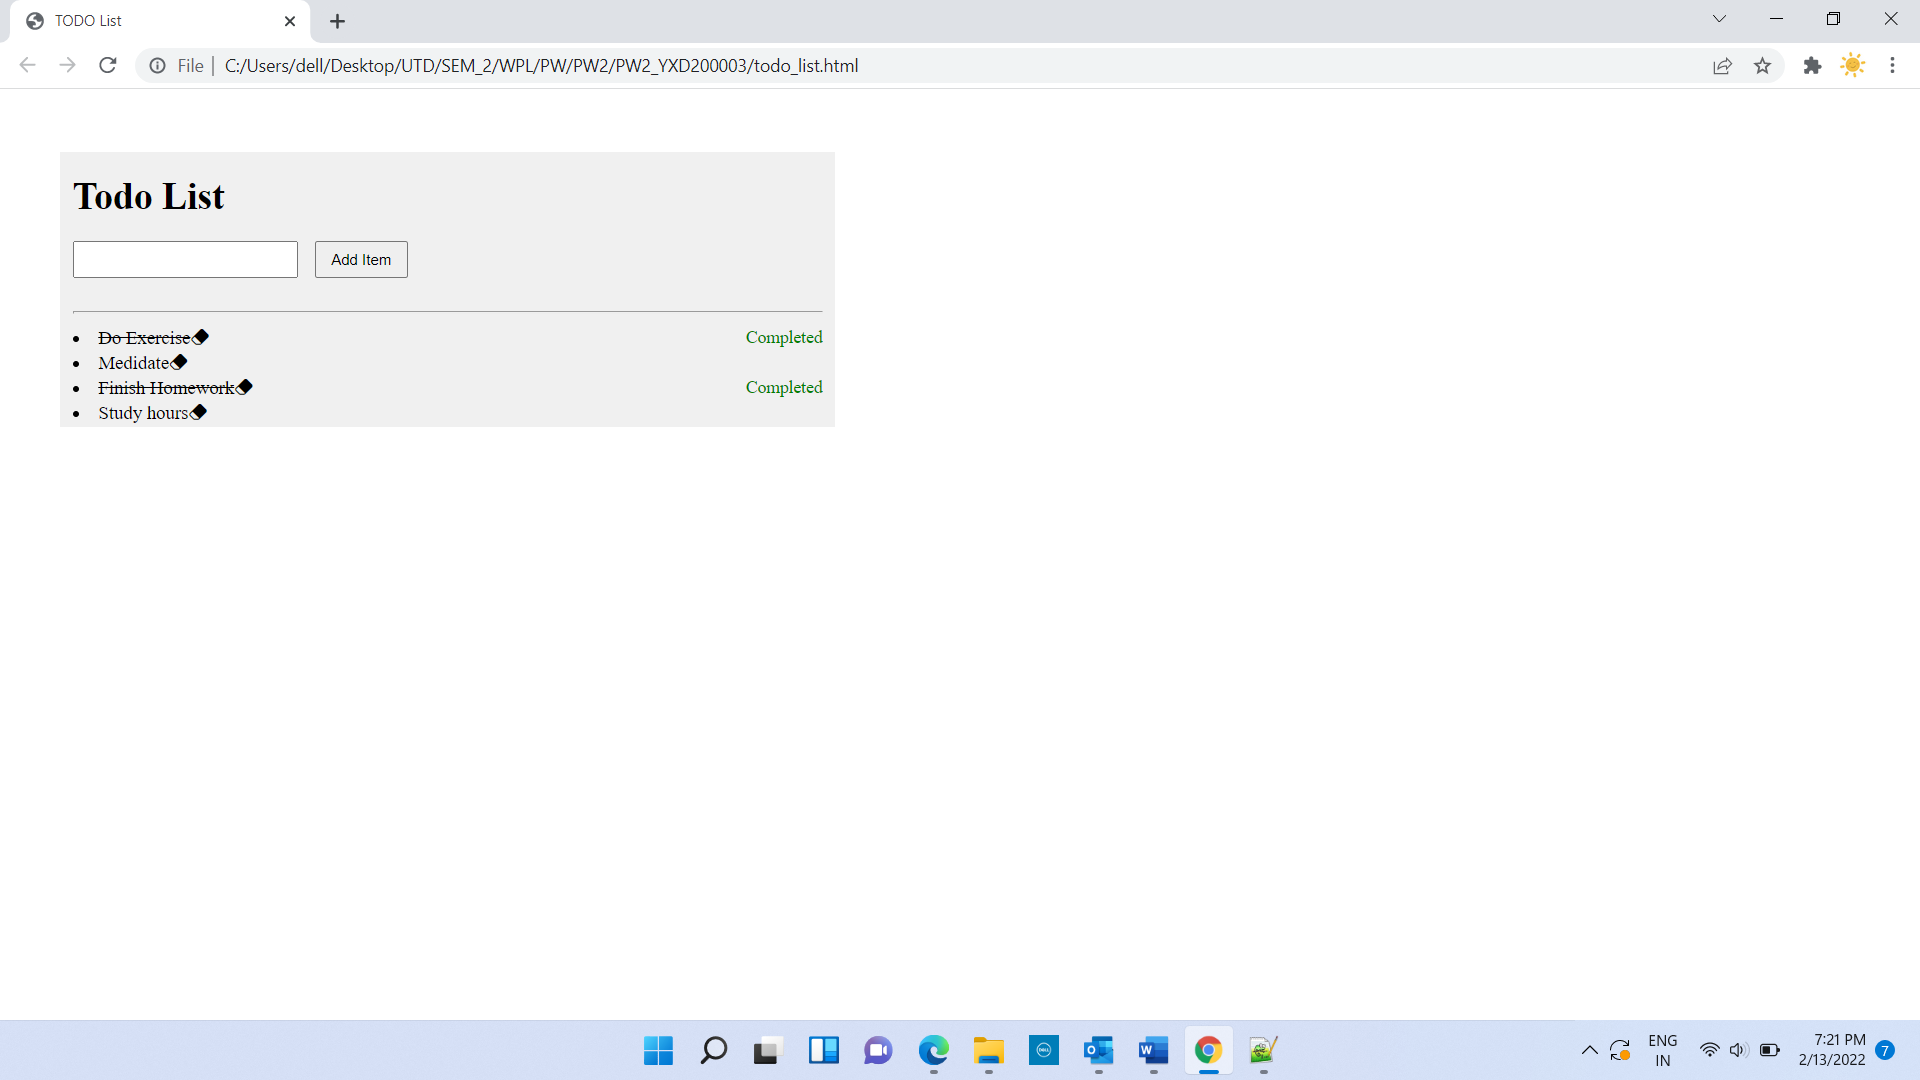 TODO List
File | C:/Users/dell/Desktop/UTD/SEM_2/WPL/PW/PW2/PW2_YXD200003/todo_list.html
Todo List
Add Item
Do Exercise Completed
Medidate
Finish Homework Completed
Study hours
ENG 7:21 PM
IN 2/13/2022 7